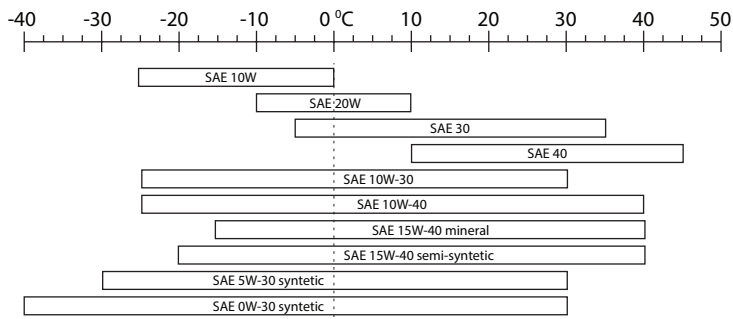 -40 -30 -20 -10 0 ⁰C 10 20 30 40 50
SAE 10W
SAE 20W
SAE 30
SAE 40
SAE 10W-30
SAE 10W-40
SAE 15W-40 mineral
SAE 15W-40 semi-syntetic
SAE 5W-30 syntetic
SAE 0W-30 syntetic